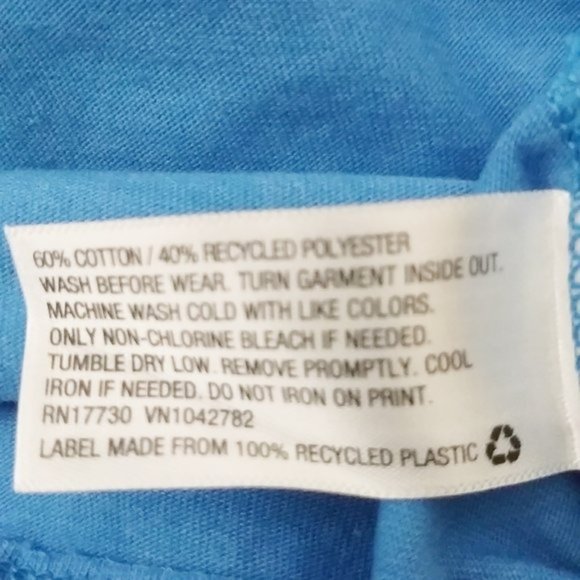 60% COTTON / 40% RECYCLED POLYESTER
WASH BEFORE WEAR. TURN GARMENT INSIDE OUT.
MACHINE WASH COLD WITH LIKE COLORS.
ONLY NON-CHLORINE BLEACH IF NEEDED.
TUMBLE DRY LOW. REMOVE PROMPTLY. COOL
IRON IF NEEDED. DO NOT IRON ON PRINT.
RN17730 VN1042782
LABEL MADE FROM 100% RECYCLED PLASTIC